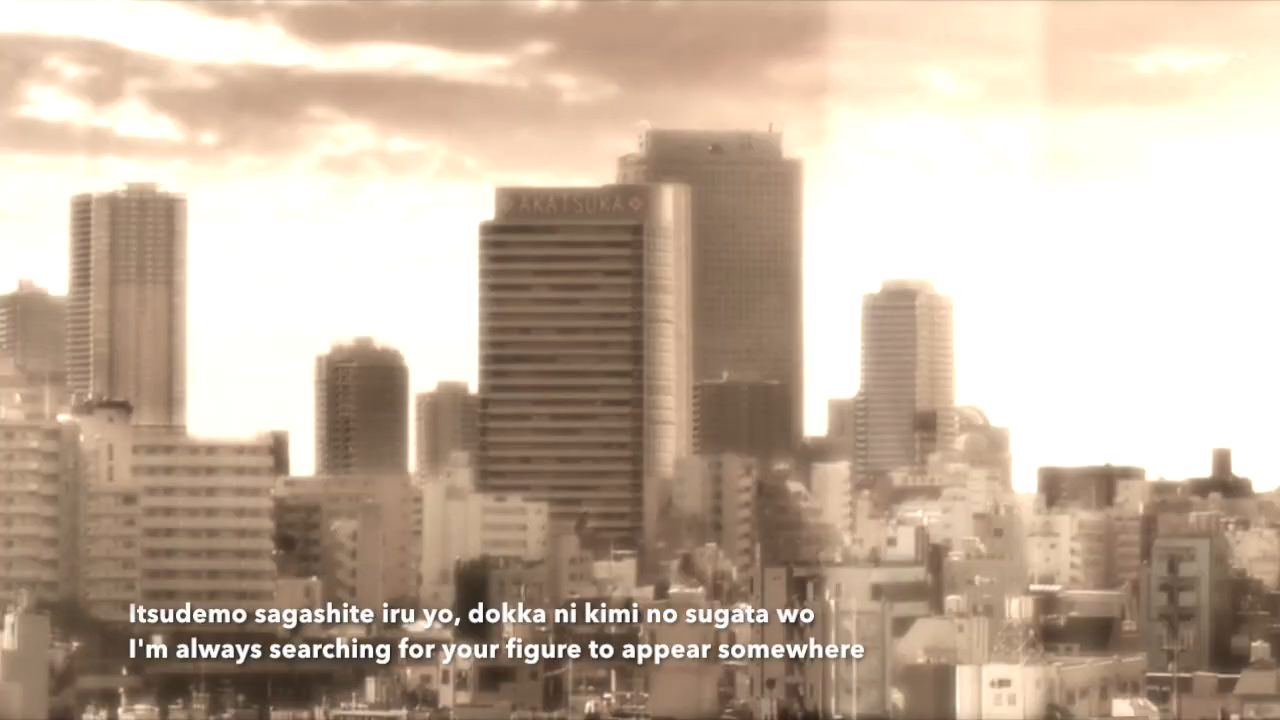 AKATSUKA
Itsudemo sagashite iru yo, dokka ni kimi no sugata wo
I'm always searching for your figure to appear somewhere